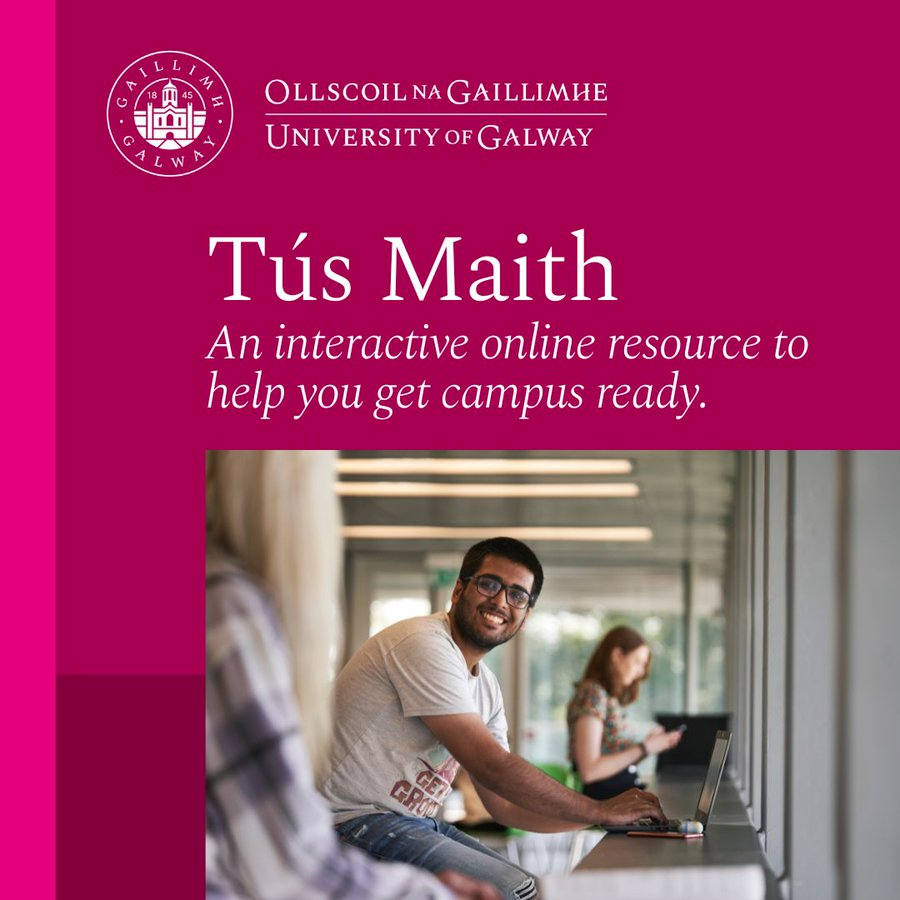 GAILLIMH
18 45
GALWAY
OLLSCOIL NA GAILLIMHE
UNIVERSITY OF GALWAY
Tús Maith
An interactive online resource to
help you get campus ready.
GET